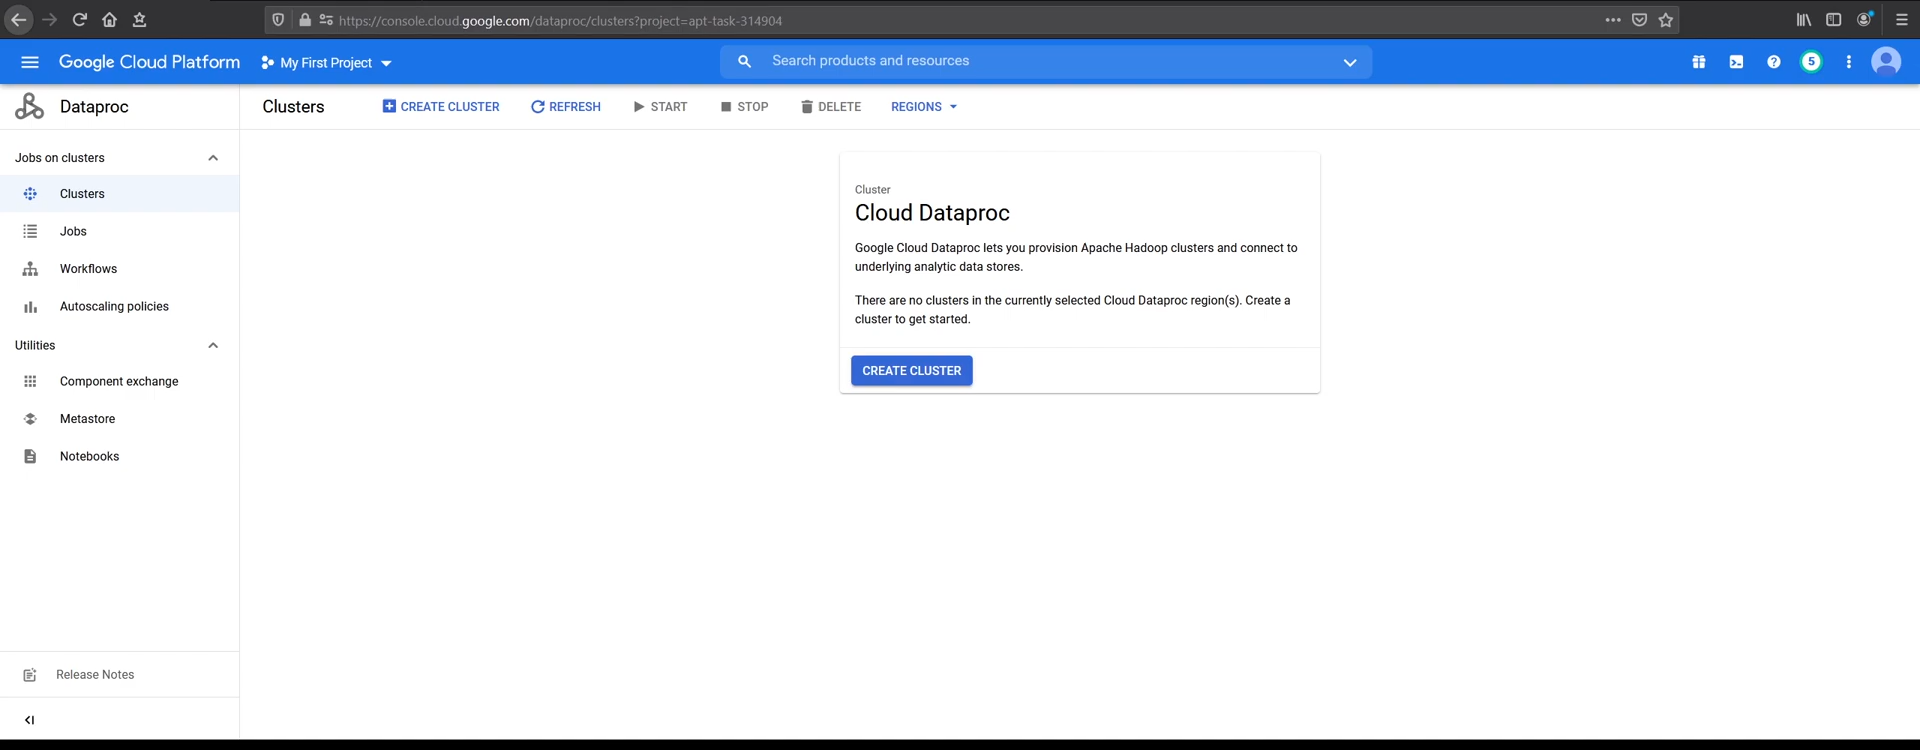 https://console.cloud.google.com/dataproc/clusters?project=apt-task-314904
Google Cloud Platform
My First Project
Search products and resources
5
Dataproc
Clusters
CREATE CLUSTER
REFRESH
START
STOP
DELETE
REGIONS
Jobs on clusters
Clusters
Jobs
Workflows
Autoscaling policies
Utilities
Component exchange
Metastore
Notebooks
Release Notes
Cluster
Cloud Dataproc
Google Cloud Dataproc lets you provision Apache Hadoop clusters and connect to
underlying analytic data stores.
There are no clusters in the currently selected Cloud Dataproc region(s). Create a
cluster to get started.
CREATE CLUSTER